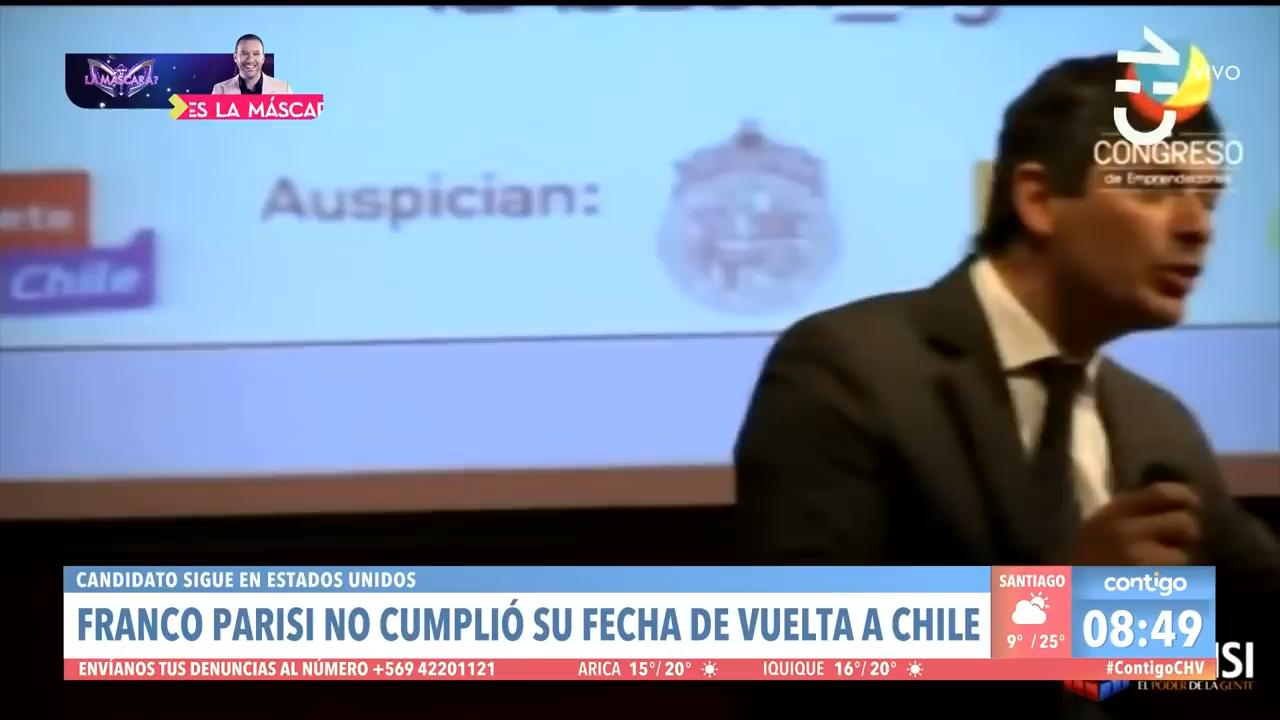 LA MÁSCARA?
ES LA MÁSCAR
VIVO
CONGRESO
de Emprendedores
Auspician:
ete
Chile
CANDIDATO SIGUE EN ESTADOS UNIDOS
FRANCO PARISI NO CUMPLIÓ SU FECHA DE VUELTA A CHILE
SANTIAGO
9°/25°
contigo
08:49
ENVÍANOS TUS DENUNCIAS AL NÚMERO +569 42201121
ARICA 15°/20°
IQUIQUE 16°/20°
#ContigoCHV
ISI
EL PODER DE LA GENTE